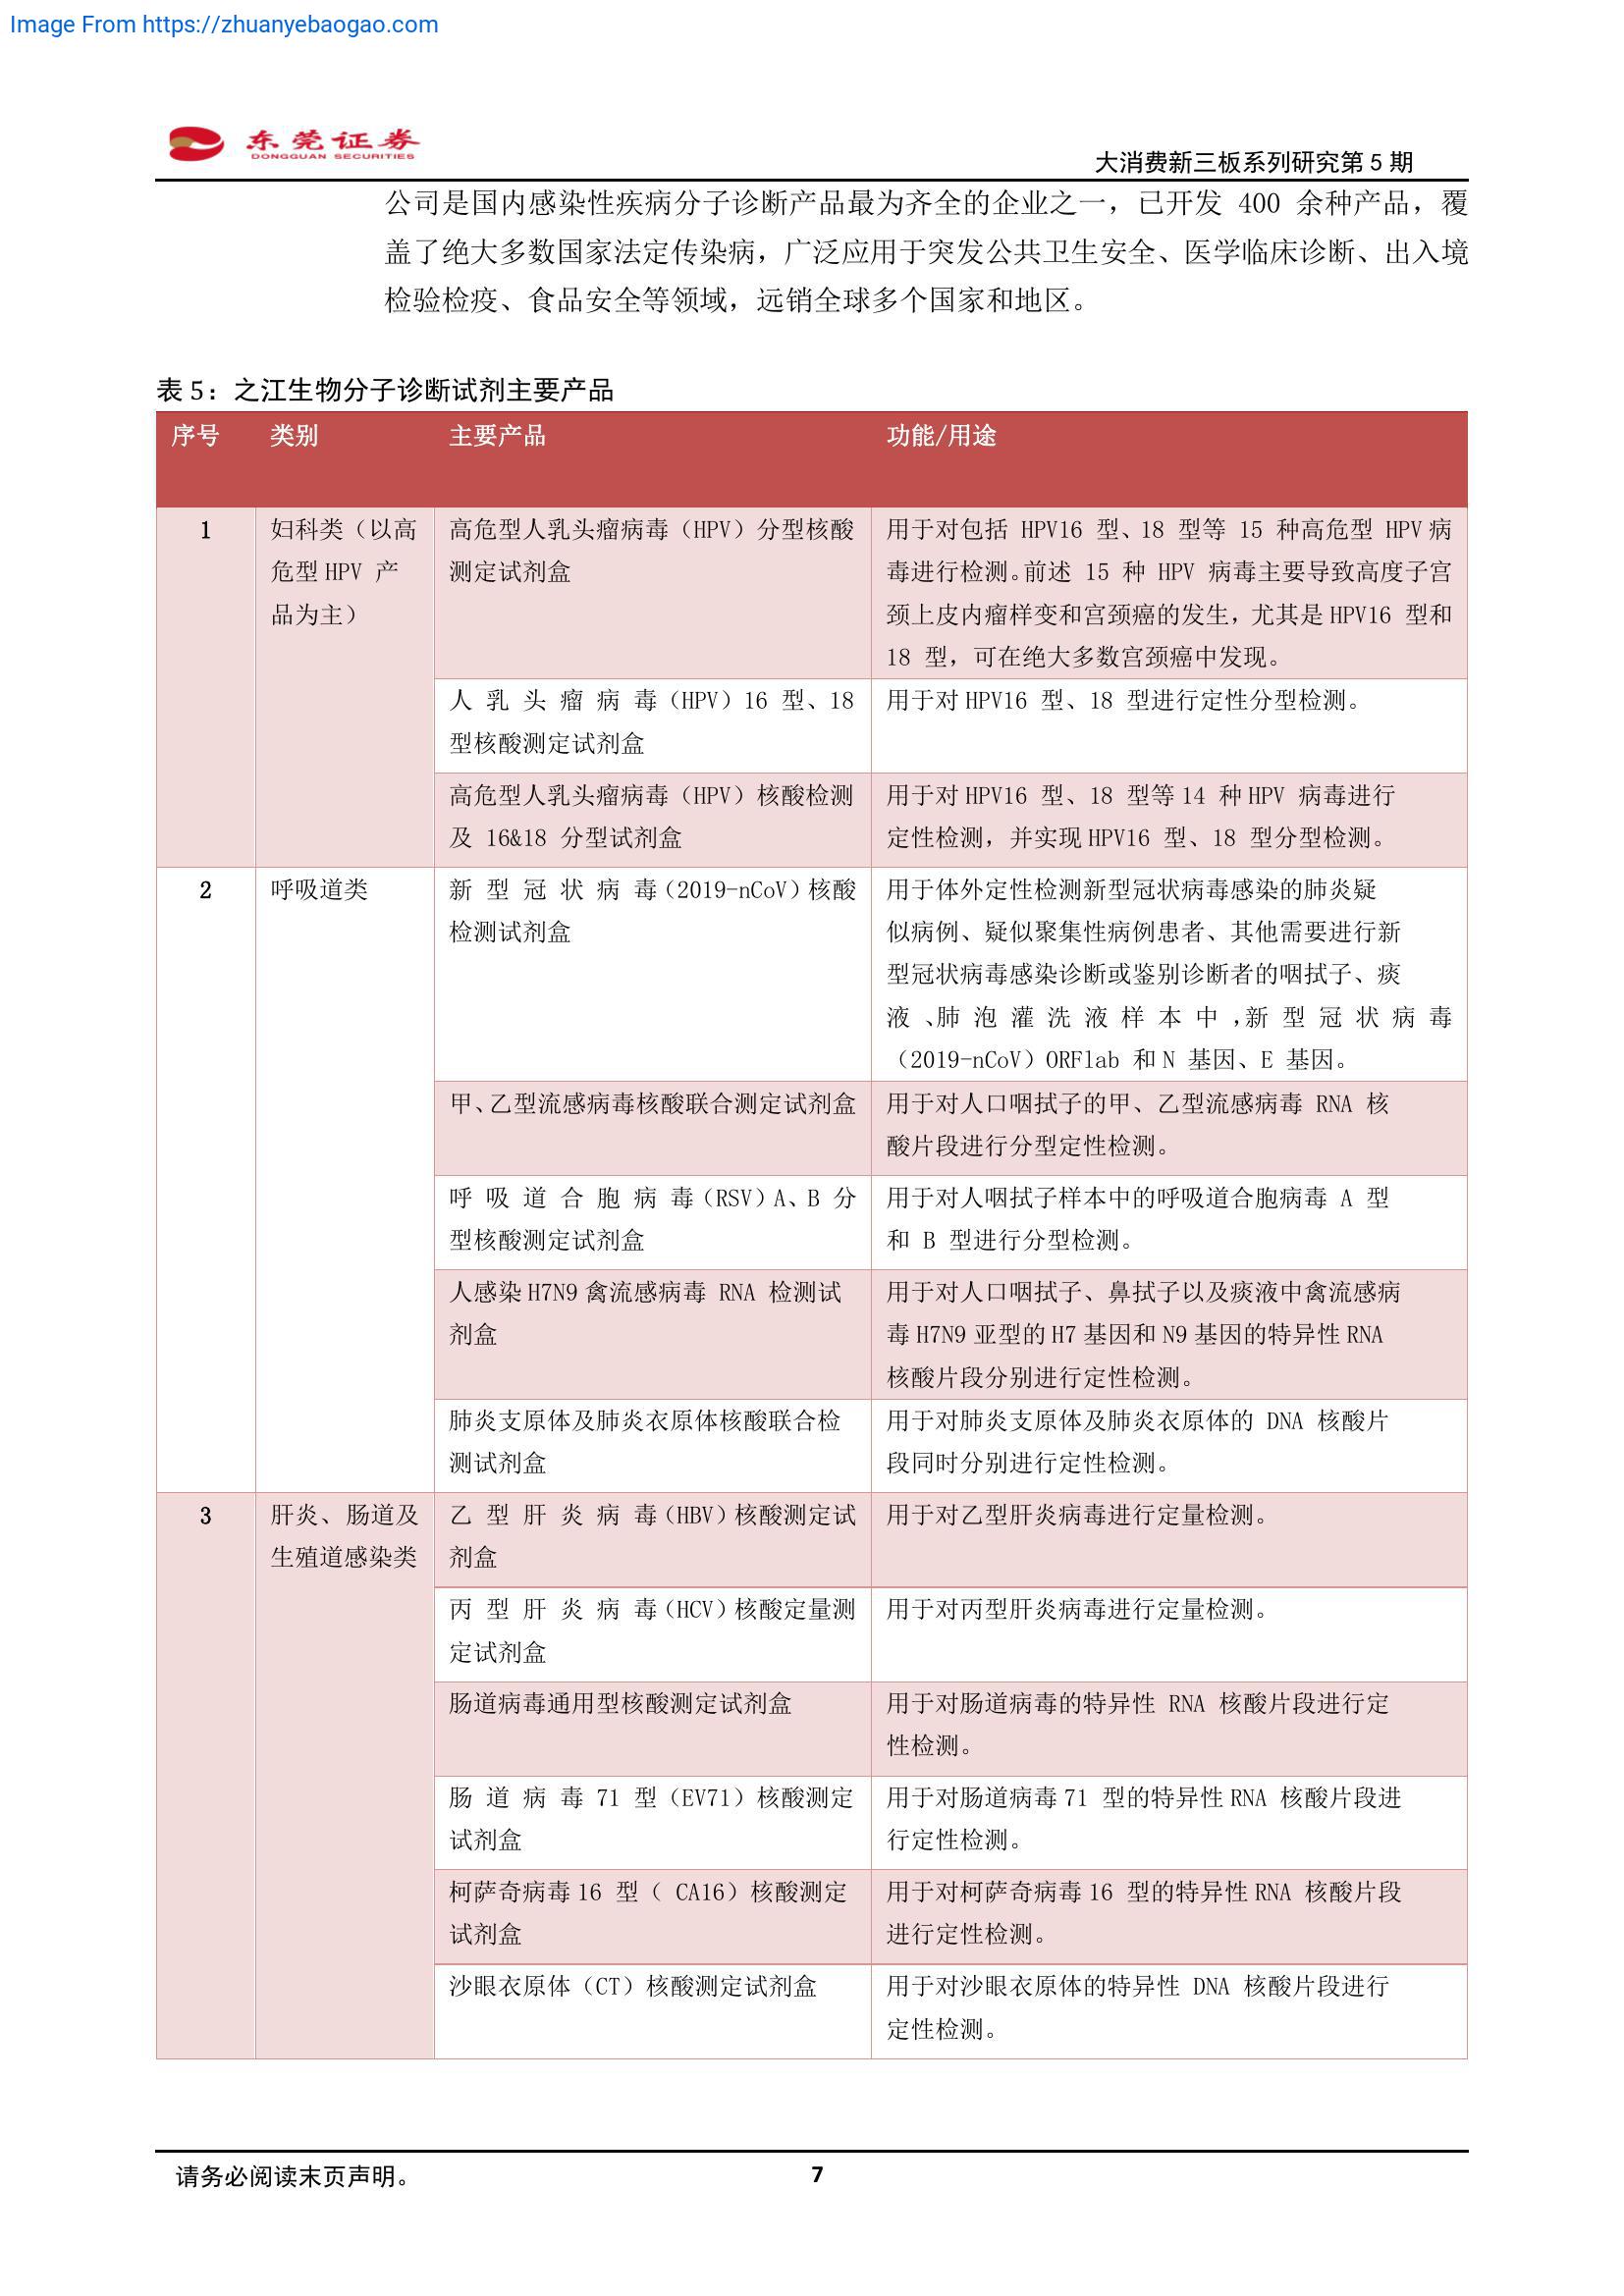 Image From https://zhuanyebaogao.com
东莞证券
DONGGUAN SECURITIES
大消费新三板系列研究第 5 期
公司是国内感染性疾病分子诊断产品最为齐全的企业之一，已开发 400 余种产品，覆
盖了绝大多数国家法定传染病，广泛应用于突发公共卫生安全、医学临床诊断、出入境
检验检疫、食品安全等领域，远销全球多个国家和地区。
表 5：之江生物分子诊断试剂主要产品
序号 类别 主要产品 功能/用途
1
妇科类（以高
危型 HPV 产
品为主）
高危型人乳头瘤病毒（HPV）分型核酸
测定试剂盒
用于对包括 HPV16 型、18 型等 15 种高危型 HPV 病
毒进行检测。前述 15 种 HPV 病毒主要导致高度子宫
颈上皮内瘤样变和宫颈癌的发生，尤其是 HPV16 型和
18 型，可在绝大多数宫颈癌中发现。
人 乳 头 瘤 病 毒（HPV）16 型、18
型核酸测定试剂盒
用于对 HPV16 型、18 型进行定性分型检测。
高危型人乳头瘤病毒（HPV）核酸检测
及 16&18 分型试剂盒
用于对 HPV16 型、18 型等 14 种 HPV 病毒进行
定性检测，并实现 HPV16 型、18 型分型检测。
2
呼吸道类
新 型 冠 状 病 毒（2019-nCoV）核酸
检测试剂盒
用于体外定性检测新型冠状病毒感染的肺炎疑
似病例、疑似聚集性病例患者、其他需要进行新
型冠状病毒感染诊断或鉴别诊断者的咽拭子、痰
液 、肺 泡 灌 洗 液 样 本 中 ，新 型 冠 状 病 毒
（2019-nCoV）ORFlab 和 N 基因、E 基因。
甲、乙型流感病毒核酸联合测定试剂盒
用于对人口咽拭子的甲、乙型流感病毒 RNA 核
酸片段进行分型定性检测。
呼 吸 道 合 胞 病 毒（RSV）A、B 分
型核酸测定试剂盒
用于对人咽拭子样本中的呼吸道合胞病毒 A 型
和 B 型进行分型检测。
人感染 H7N9 禽流感病毒 RNA 检测试
剂盒
用于对人口咽拭子、鼻拭子以及痰液中禽流感病
毒 H7N9 亚型的 H7 基因和 N9 基因的特异性 RNA
核酸片段分别进行定性检测。
肺炎支原体及肺炎衣原体核酸联合检
测试剂盒
用于对肺炎支原体及肺炎衣原体的 DNA 核酸片
段同时分别进行定性检测。
3
肝炎、肠道及
生殖道感染类
乙 型 肝 炎 病 毒（HBV）核酸测定试
剂盒
用于对乙型肝炎病毒进行定量检测。
丙 型 肝 炎 病 毒（HCV）核酸定量测
定试剂盒
用于对丙型肝炎病毒进行定量检测。
肠道病毒通用型核酸测定试剂盒
用于对肠道病毒的特异性 RNA 核酸片段进行定
性检测。
肠 道 病 毒 71 型（EV71）核酸测定
试剂盒
用于对肠道病毒 71 型的特异性 RNA 核酸片段进
行定性检测。
柯萨奇病毒 16 型（ CA16）核酸测定
试剂盒
用于对柯萨奇病毒 16 型的特异性 RNA 核酸片段
进行定性检测。
沙眼衣原体（CT）核酸测定试剂盒
用于对沙眼衣原体的特异性 DNA 核酸片段进行
定性检测。
请务必阅读末页声明。
7